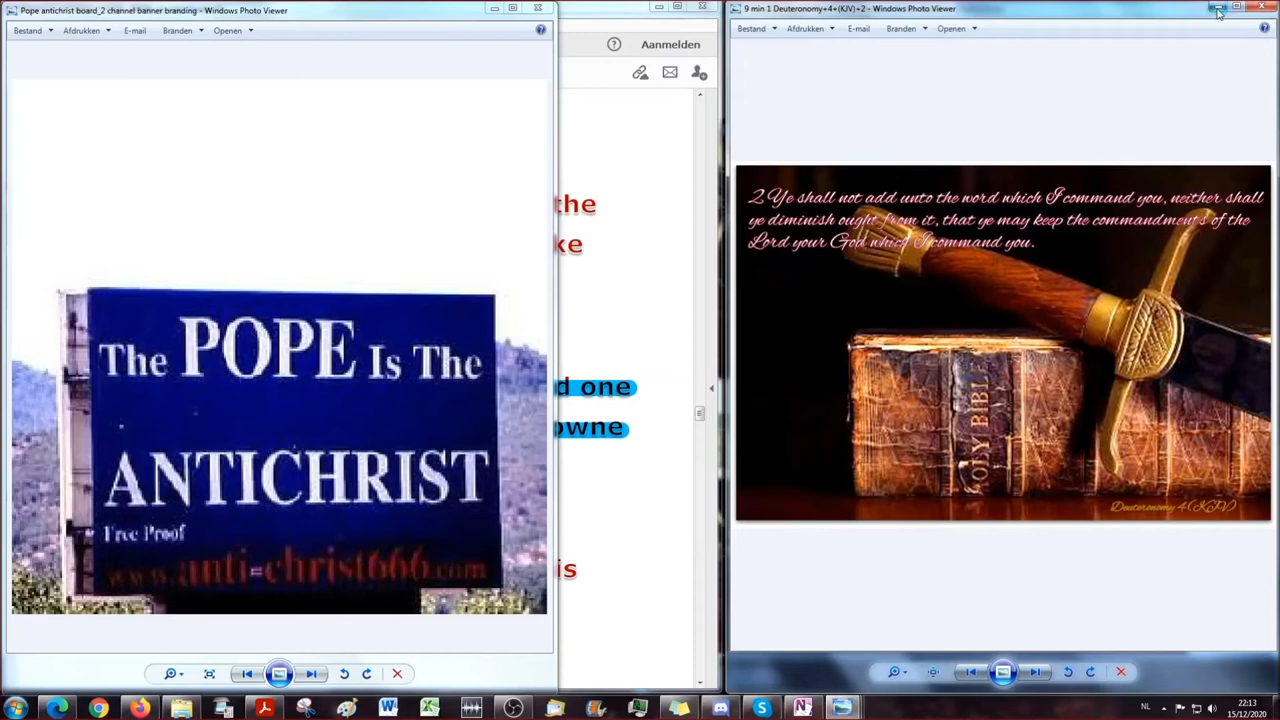 Pope antichrist board_2 channel banner branding - Windows Photo Viewer
Bestand Afdrukken E-mail Branden Openen
The POPE Is The
ANTICHRIST
Free Proof
www.anti-christ666.com
Aanmelden
the
ke
d one
owne
is
9 min 1 Deuteronomy+4+(KJV)+2 - Windows Photo Viewer
Bestand Afdrukken E-mail Branden Openen
2 Ye shall not add unto the word which I command you, neither shall
ye diminish ought from it, that ye may keep the commandments of the
Lord your God which I command you.
HOLY BIBLE
Deuteronomy 4(KJV)
NL
22:13
15/12/2020